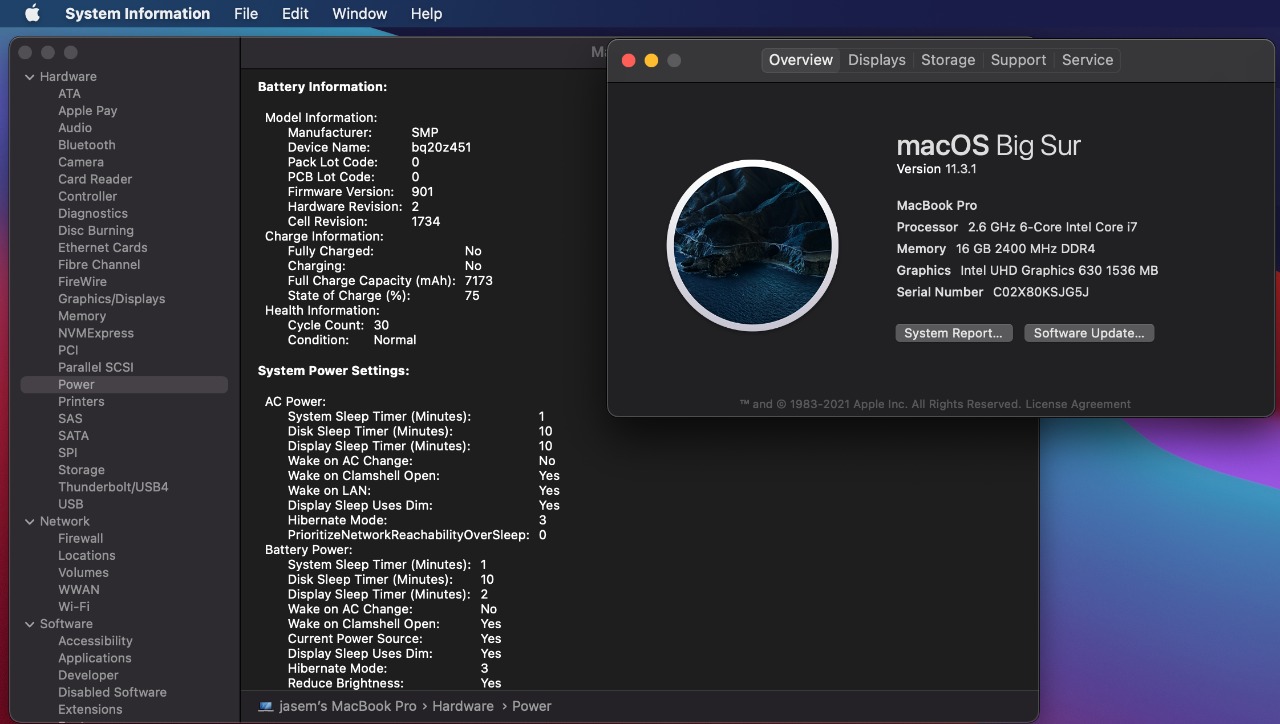 System Information File Edit Window Help
Hardware
ATA
Apple Pay
Audio
Bluetooth
Camera
Card Reader
Controller
Diagnostics
Disc Burning
Ethernet Cards
Fibre Channel
FireWire
Graphics/Displays
Memory
NVMExpress
PCI
Parallel SCSI
Power
Printers
SAS
SATA
SPI
Storage
Thunderbolt/USB4
USB
Network
Firewall
Locations
Volumes
WWAN
Wi-Fi
Software
Accessibility
Applications
Developer
Disabled Software
Extensions
Battery Information:
Model Information:
Manufacturer: SMP
Device Name: bq20z451
Pack Lot Code: 0
PCB Lot Code: 0
Firmware Version: 901
Hardware Revision: 2
Cell Revision: 1734
Charge Information:
Fully Charged: No
Charging: No
Full Charge Capacity (mAh): 7173
State of Charge (%): 75
Health Information:
Cycle Count: 30
Condition: Normal
System Power Settings:
AC Power:
System Sleep Timer (Minutes): 1
Disk Sleep Timer (Minutes): 10
Display Sleep Timer (Minutes): 10
Wake on AC Change: No
Wake on Clamshell Open: Yes
Wake on LAN: Yes
Display Sleep Uses Dim: Yes
Hibernate Mode: 3
PrioritizeNetworkReachabilityOverSleep: 0
Battery Power:
System Sleep Timer (Minutes): 1
Disk Sleep Timer (Minutes): 10
Display Sleep Timer (Minutes): 2
Wake on AC Change: No
Wake on Clamshell Open: Yes
Current Power Source: Yes
Display Sleep Uses Dim: Yes
Hibernate Mode: 3
Reduce Brightness: Yes
jasem's MacBook Pro › Hardware › Power
Overview Displays Storage Support Service
macOS Big Sur
Version 11.3.1
MacBook Pro
Processor 2.6 GHz 6-Core Intel Core i7
Memory 16 GB 2400 MHz DDR4
Graphics Intel UHD Graphics 630 1536 MB
Serial Number C02X80KSJG5J
System Report... Software Update...
™ and © 1983-2021 Apple Inc. All Rights Reserved. License Agreement